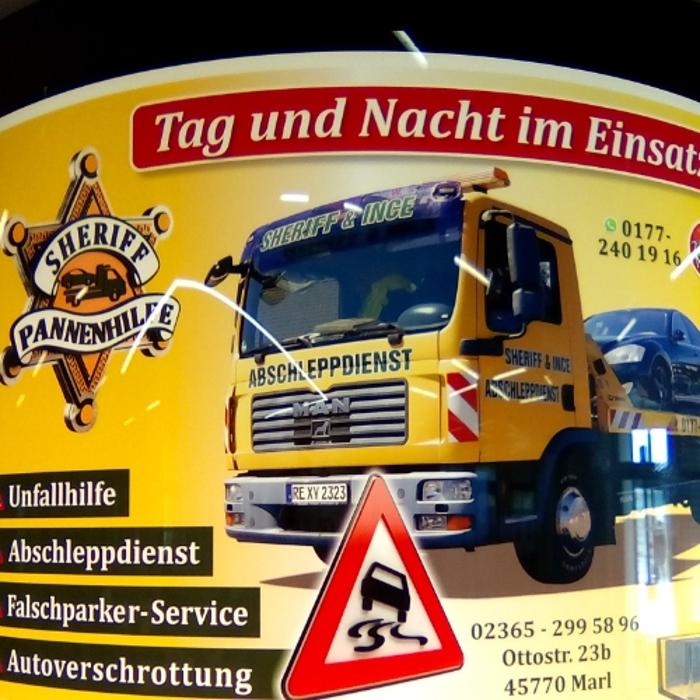 Tag und Nacht im Einsatz
SHERIFF
PANNENHILFE
SHERIFF & INCE
0177-
240 19 16
ABSCHLEPPDIENST
SHERIFF & INCE
ABSCHLEPPDIENST
MAN
RE XV 2323
Unfallhilfe
Abschleppdienst
Falschparker-Service
Autoverschrottung
02365 - 299 58 96
Ottostr. 23b
45770 Marl